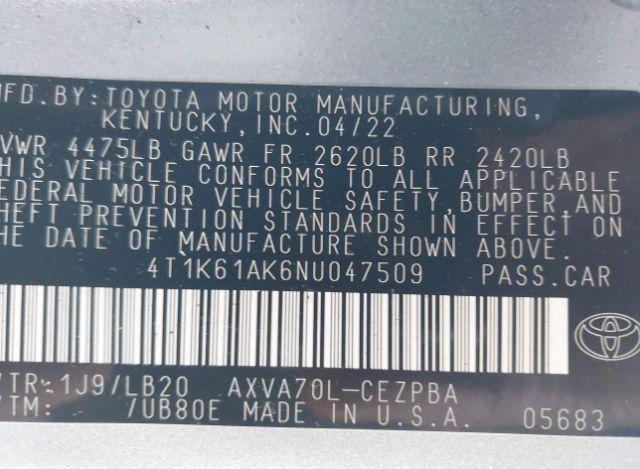 MFD.BY:TOYOTA MOTOR MANUFACTURING,
KENTUCKY,INC.04/22
VWR 4475LB GAWR FR 2620LB RR 2420LB
HIS VEHICLE CONFORMS TO ALL APPLICABLE
EDERAL MOTOR VEHICLE SAFETY,BUMPER AND
HEFT PREVENTION STANDARDS IN EFFECT ON
HE DATE OF MANUFACTURE SHOWN ABOVE.
4T1K61AK6NU047509 PASS.CAR
/TR:1J9/LB20 AXVA70L-CEZPBA
/TM: 7UB80E MADE IN U.S.A. 05683